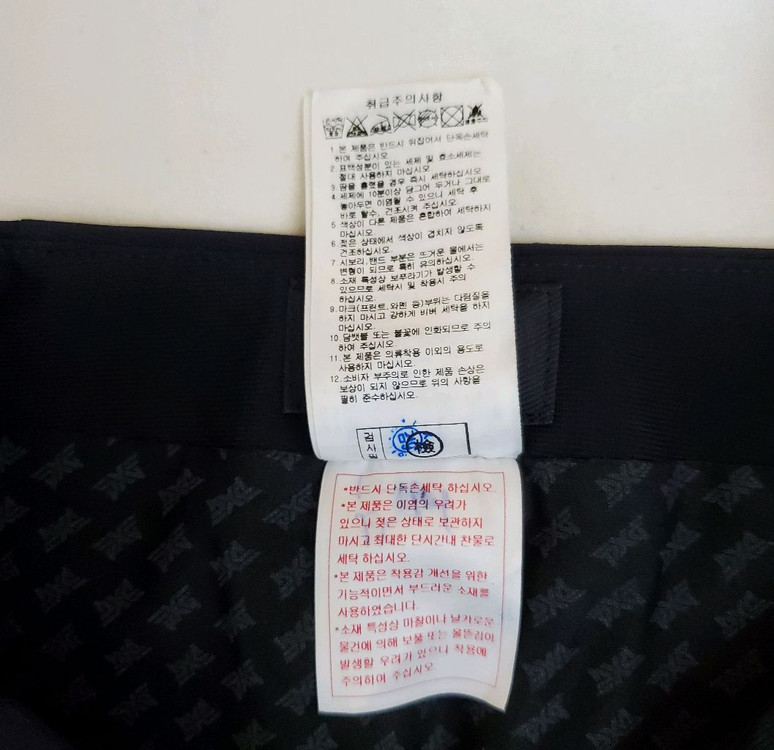 취급주의사항
1. 본 제품은 반드시 뒤집어서 단독손세탁
하여 주십시오.
2. 표백성분이 있는 세제 및 효소세제는
절대 사용하지 마십시오.
3. 땀을 흘렸을 경우 즉시 세탁하십시오.
4. 세제에 10분이상 담그어 두거나 그대로
놓아두면 이염될 수 있으니 세탁 후
바로 탈수, 건조시켜 주십시오.
5. 색상이 다른 제품은 혼합하여 세탁하지
마십시오.
6. 젖은 상태에서 색상이 겹치지 않도록
건조하십시오.
7. 시보리,밴드 부분은 뜨거운 물에서는
변형이 되므로 특히 유의하십시오.
8. 소재 특성상 보푸라기가 발생할 수
있으므로 세탁시 및 착용시 주의
하십시오.
9. 마크(프린트,와펜 등)부위는 다림질을
하지 마시고 강하게 비벼 세탁을 하지
마십시오.
10. 담뱃불 또는 불꽃에 인화되므로 주의
하여 주십시오.
11. 본 제품은 의류착용 이외의 용도로
사용하지 마십시오.
12. 소비자 부주의로 인한 제품 손상은
보상이 되지 않으므로 위의 사항을
필히 준수하십시오.
검사필 檢
*반드시 단독손세탁 하십시오.
*본 제품은 이염의 우려가
있으니 젖은 상태로 보관하지
마시고 최대한 단시간내 찬물로
세탁 하십시오.
*본 제품은 착용감 개선을 위한
기능적이면서 부드러운 소재를
사용하였습니다.
*소재 특성상 마찰이나 날카로운
물건에 의해 보풀 또는 올뜯김이
발생할 우려가 있으니 착용에
주의하여 주십시오.
PXG